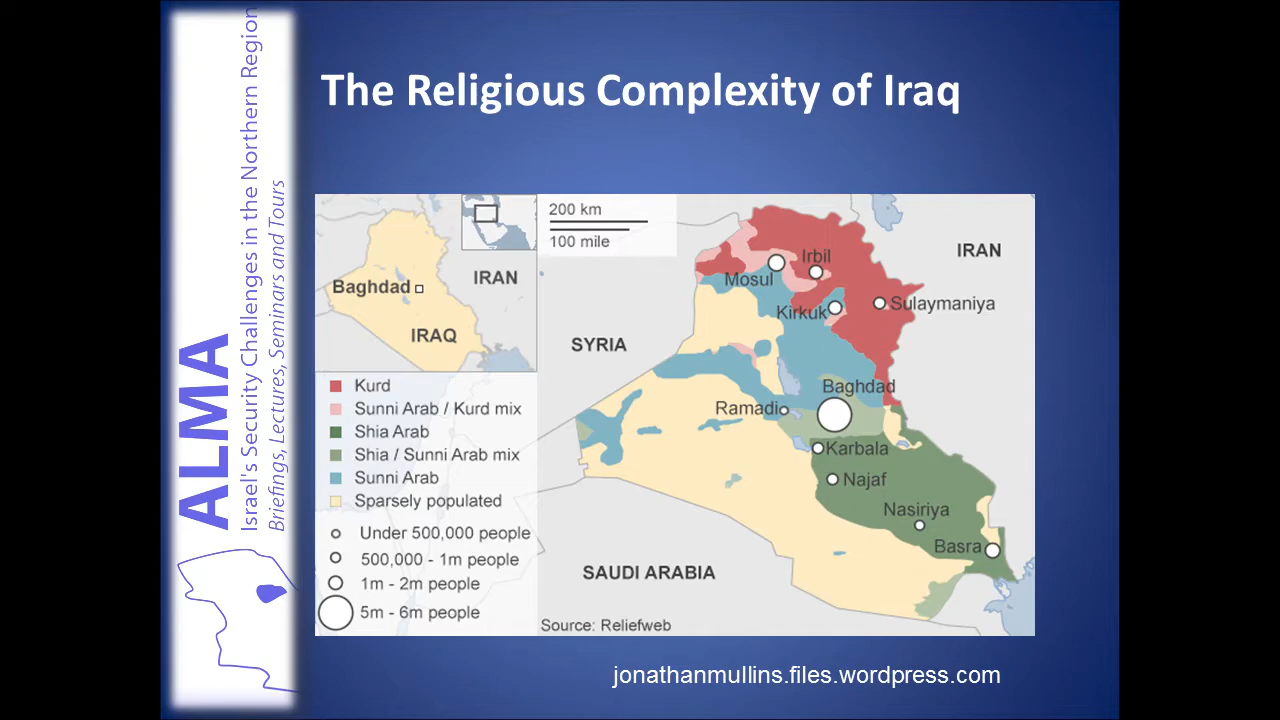 The Religious Complexity of Iraq
ALMA
Israel's Security Challenges in the Northern Region
Briefings, Lectures, Seminars and Tours
200 km
100 mile
IRAN
Baghdad
IRAQ
SYRIA
IRAN
Mosul
Irbil
Kirkuk
Sulaymaniya
Baghdad
Ramadi
Karbala
Najaf
Nasiriya
Basra
SAUDI ARABIA
Kurd
Sunni Arab / Kurd mix
Shia Arab
Shia / Sunni Arab mix
Sunni Arab
Sparsely populated
Under 500,000 people
500,000 - 1m people
1m - 2m people
5m - 6m people
Source: Reliefweb
jonathanmullins.files.wordpress.com